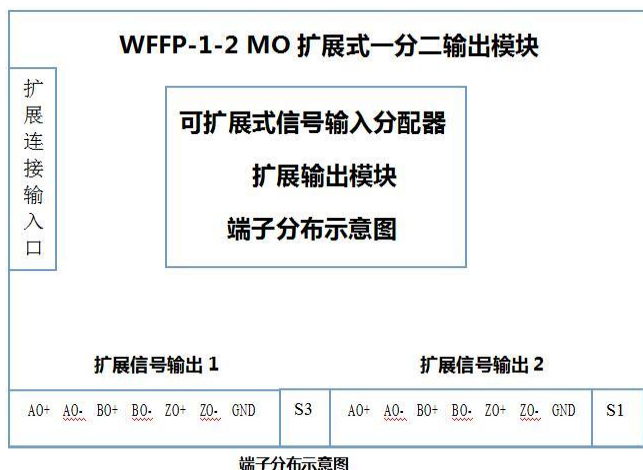 WFFP-1-2 MO 扩展式一分二输出模块
扩展连接输入口
可扩展式信号输入分配器
扩展输出模块
端子分布示意图
扩展信号输出 1
扩展信号输出 2
AO+ AO- BO+ BO- ZO+ ZO- GND S3 AO+ AO- BO+ BO- ZO+ ZO- GND S1
端子分布示意图